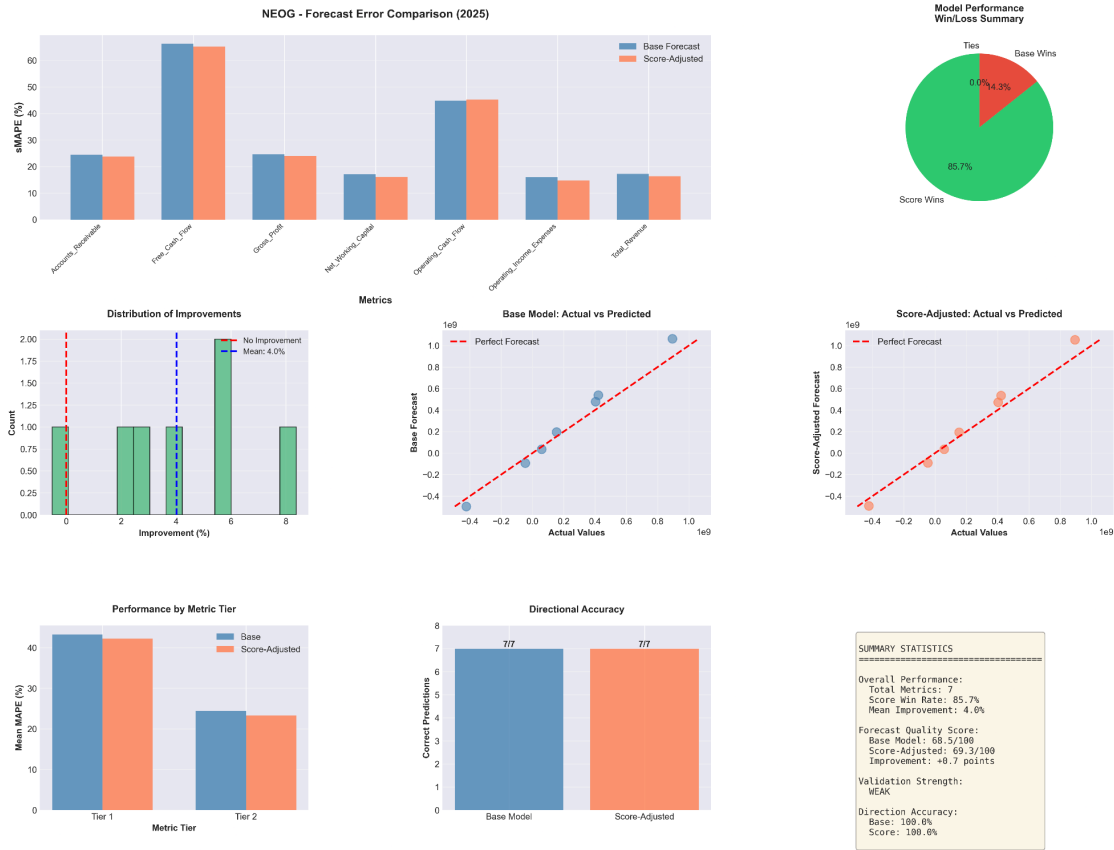 NEOG - Forecast Error Comparison (2025)
sMAPE (%)
60
50
40
30
20
10
0
Base Forecast
Score-Adjusted
Accounts_Receivable
Free_Cash_Flow
Gross_Profit
Net_Working_Capital
Operating_Cash_Flow
Operating_Income_Expenses
Total_Revenue
Metrics
Model Performance
Win/Loss Summary
Ties
Base Wins
0.0%
14.3%
85.7%
Score Wins
Distribution of Improvements
Count
2.00
1.75
1.50
1.25
1.00
0.75
0.50
0.25
0.00
No Improvement
Mean: 4.0%
0 2 4 6 8
Improvement (%)
Base Model: Actual vs Predicted
1e9
Base Forecast
1.0
0.8
0.6
0.4
0.2
0.0
−0.2
−0.4
Perfect Forecast
−0.4 −0.2 0.0 0.2 0.4 0.6 0.8 1.0
Actual Values
1e9
Score-Adjusted: Actual vs Predicted
1e9
Score-Adjusted Forecast
1.0
0.8
0.6
0.4
0.2
0.0
−0.2
−0.4
Perfect Forecast
−0.4 −0.2 0.0 0.2 0.4 0.6 0.8 1.0
Actual Values
1e9
Performance by Metric Tier
Mean MAPE (%)
40
30
20
10
0
Base
Score-Adjusted
Tier 1 Tier 2
Metric Tier
Directional Accuracy
Correct Predictions
8
7
6
5
4
3
2
1
0
7/7 7/7
Base Model Score-Adjusted
SUMMARY STATISTICS
===================================
Overall Performance:
Total Metrics: 7
Score Win Rate: 85.7%
Mean Improvement: 4.0%
Forecast Quality Score:
Base Model: 68.5/100
Score-Adjusted: 69.3/100
Improvement: +0.7 points
Validation Strength:
WEAK
Direction Accuracy:
Base: 100.0%
Score: 100.0%